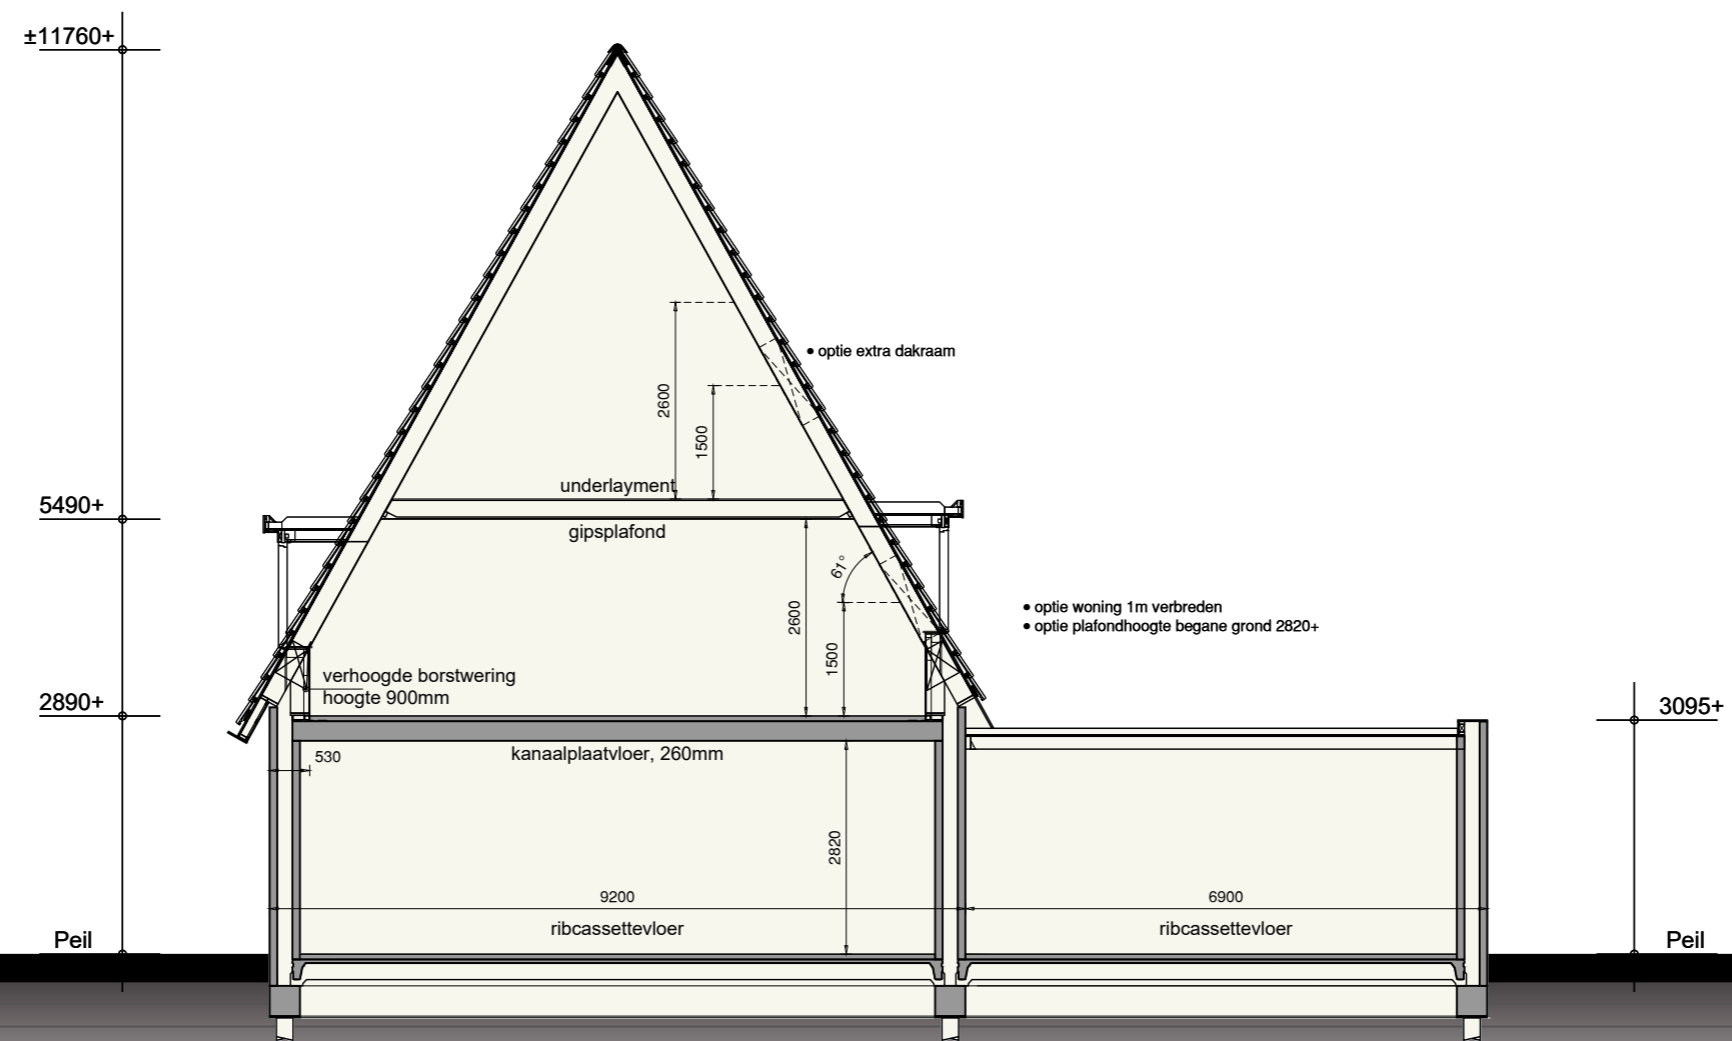 ±11760+
optie extra dakraam
2600
1500
underlayment
5490+
gipsplafond
61°
2600
1500
• optie woning 1m verbreden
• optie plafondhoogte begane grond 2820+
verhoogde borstwering
hoogte 900mm
2890+
3095+
530
kanaalplaatvloer, 260mm
2820
9200
6900
ribcassettevloer
ribcassettevloer
Peil
Peil